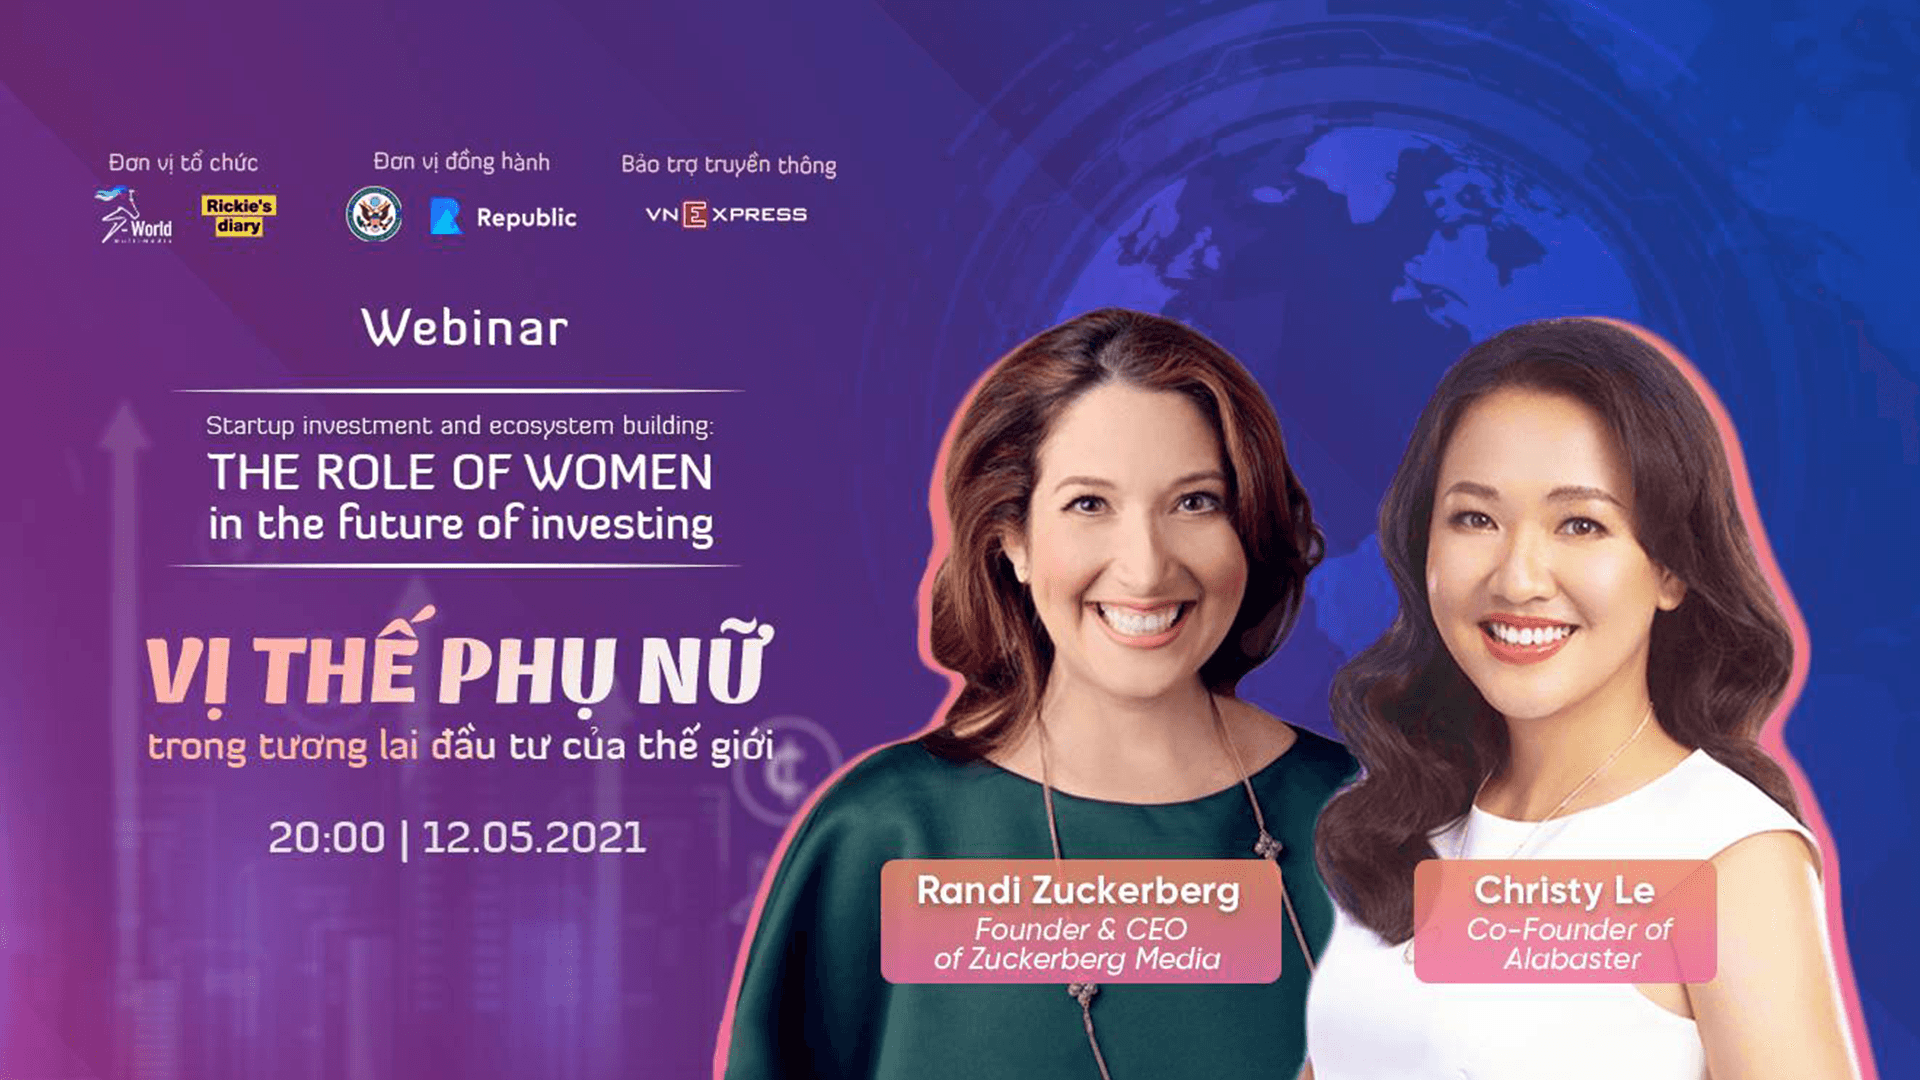 Đơn vị tổ chức
Đơn vị đồng hành
Bảo trợ truyền thông
-World
MultiMedia
Rickie's
diary
Republic
VNEXPRESS
Webinar
Startup investment and ecosystem building:
THE ROLE OF WOMEN
in the future of investing
VỊ THẾ PHỤ NỮ
trong tương lai đầu tư của thế giới
20:00 | 12.05.2021
Randi Zuckerberg
Founder & CEO
of Zuckerberg Media
Christy Le
Co-Founder of
Alabaster